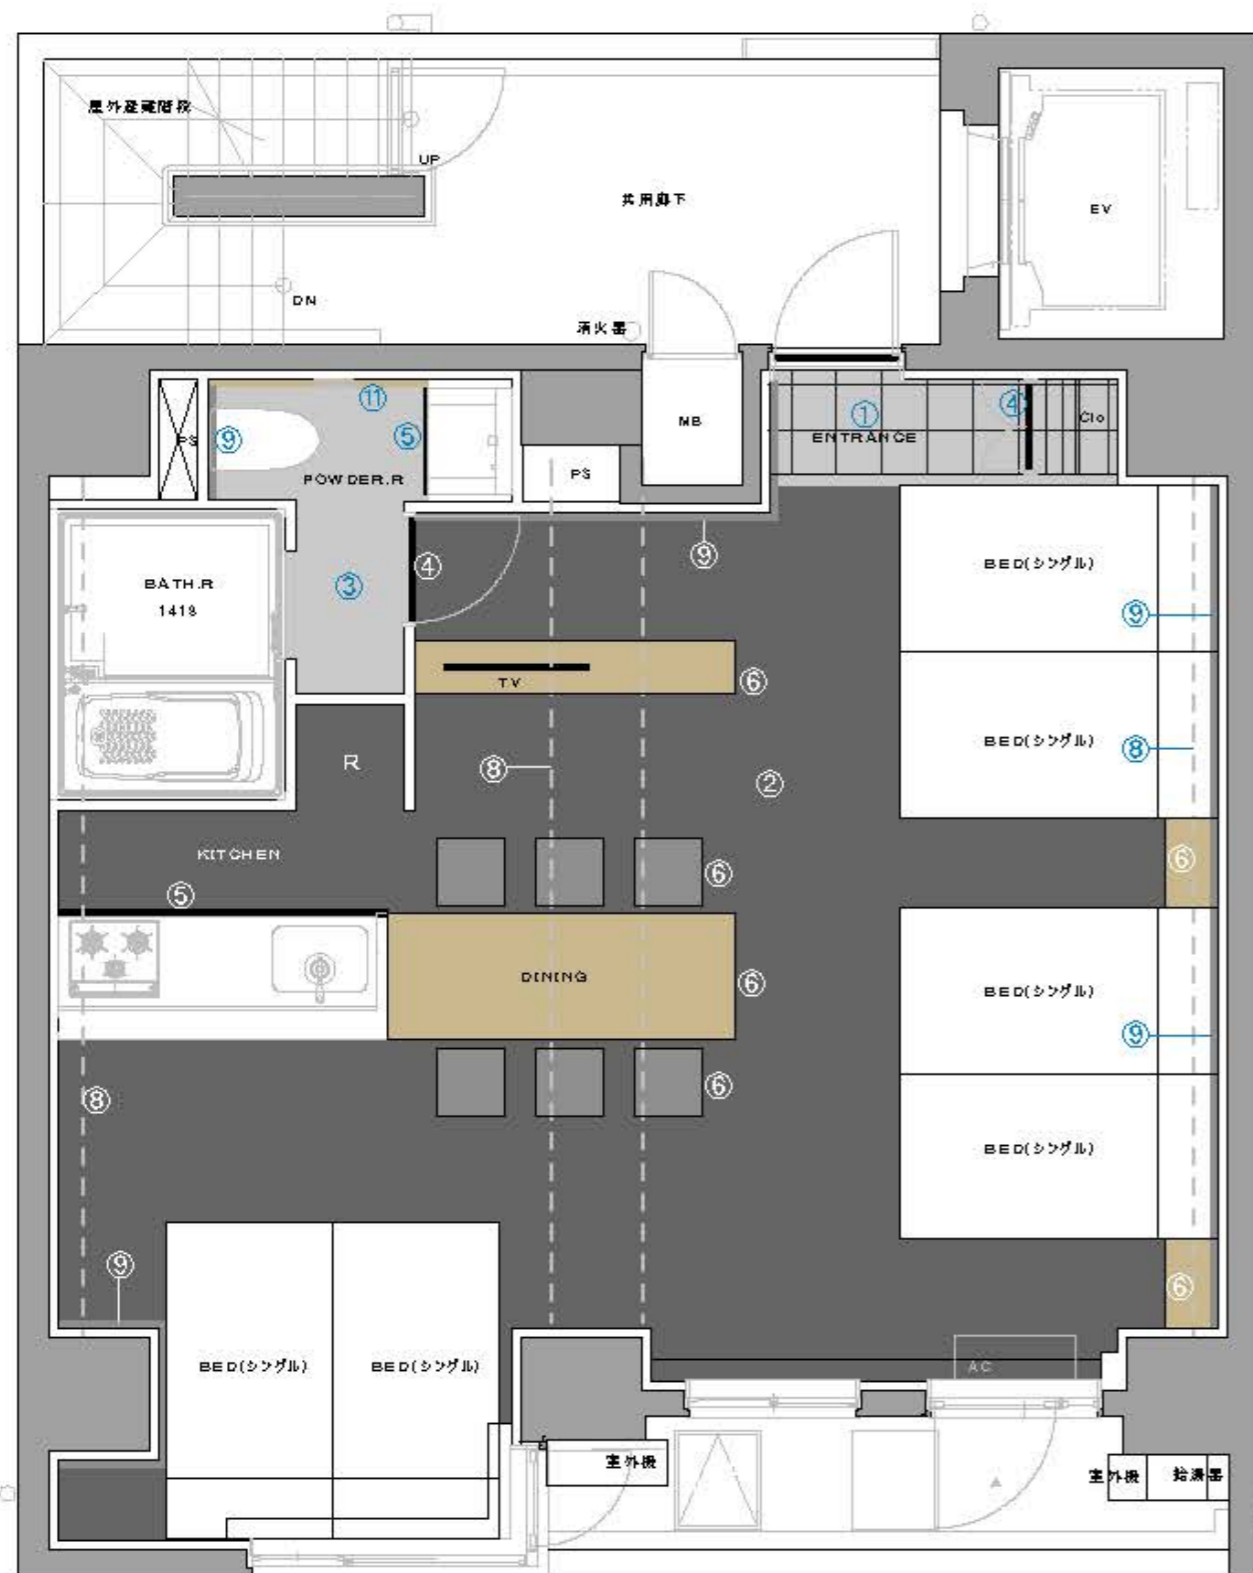 屋外避難階段
UP
共用廊下
EV
DN
消火器
MB
PS
⑨
⑪
⑤
POWDER.R
PS
①
ENTRANCE
④
Clo
④
⑨
③
BATH.R
1418
BED(シングル)
⑨
TV
⑥
R
⑧
②
BED(シングル)
⑧
KITCHEN
⑤
⑥
⑥
DINING
⑥
BED(シングル)
⑨
⑧
⑥
BED(シングル)
⑨
⑥
BED(シングル)
BED(シングル)
AC
室外機
室外機
給湯器